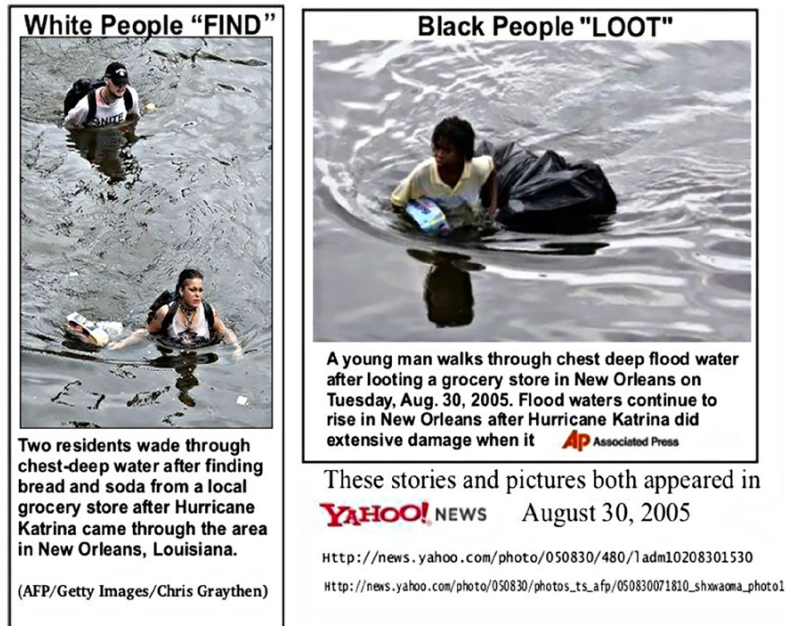 White People “FIND”
Two residents wade through
chest-deep water after finding
bread and soda from a local
grocery store after Hurricane
Katrina came through the area
in New Orleans, Louisiana.
(AFP/Getty Images/Chris Graythen)
Black People "LOOT"
A young man walks through chest deep flood water
after looting a grocery store in New Orleans on
Tuesday, Aug. 30, 2005. Flood waters continue to
rise in New Orleans after Hurricane Katrina did
extensive damage when it AP Associated Press
These stories and pictures both appeared in
YAHOO! NEWS August 30, 2005
Http://news.yahoo.com/photo/050830/480/ladm10208301530
Http://news.yahoo.com/photo/050830/photos_ts_afp/050830071810_shxwaoma_photo1